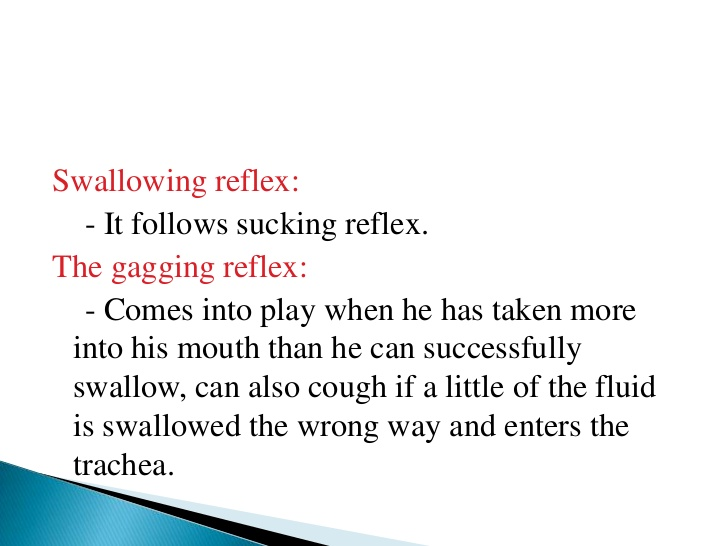 Swallowing reflex:
- It follows sucking reflex.
The gagging reflex:
- Comes into play when he has taken more
into his mouth than he can successfully
swallow, can also cough if a little of the fluid
is swallowed the wrong way and enters the
trachea.